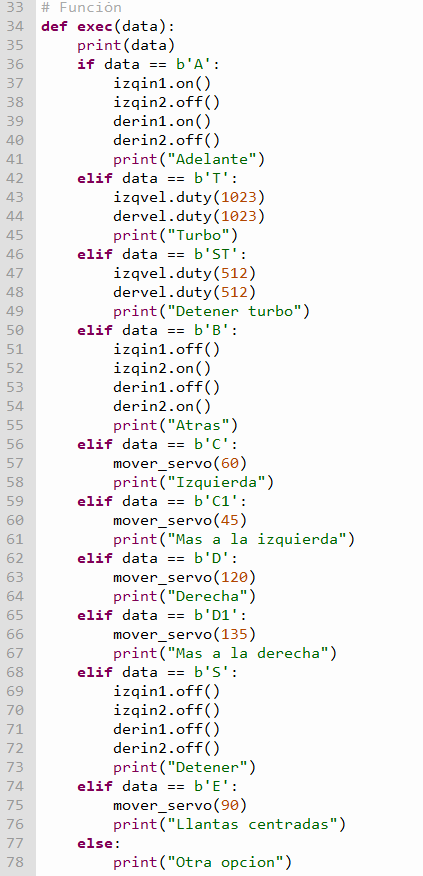 33 # Función
34 def exec(data):
35     print(data)
36     if data == b'A':
37         izqin1.on()
38         izqin2.off()
39         derin1.on()
40         derin2.off()
41         print("Adelante")
42     elif data == b'T':
43         izqvel.duty(1023)
44         dervel.duty(1023)
45         print("Turbo")
46     elif data == b'ST':
47         izqvel.duty(512)
48         dervel.duty(512)
49         print("Detener turbo")
50     elif data == b'B':
51         izqin1.off()
52         izqin2.on()
53         derin1.off()
54         derin2.on()
55         print("Atras")
56     elif data == b'C':
57         mover_servo(60)
58         print("Izquierda")
59     elif data == b'C1':
60         mover_servo(45)
61         print("Mas a la izquierda")
62     elif data == b'D':
63         mover_servo(120)
64         print("Derecha")
65     elif data == b'D1':
66         mover_servo(135)
67         print("Mas a la derecha")
68     elif data == b'S':
69         izqin1.off()
70         izqin2.off()
71         derin1.off()
72         derin2.off()
73         print("Detener")
74     elif data == b'E':
75         mover_servo(90)
76         print("Llantas centradas")
77     else:
78         print("Otra opcion")